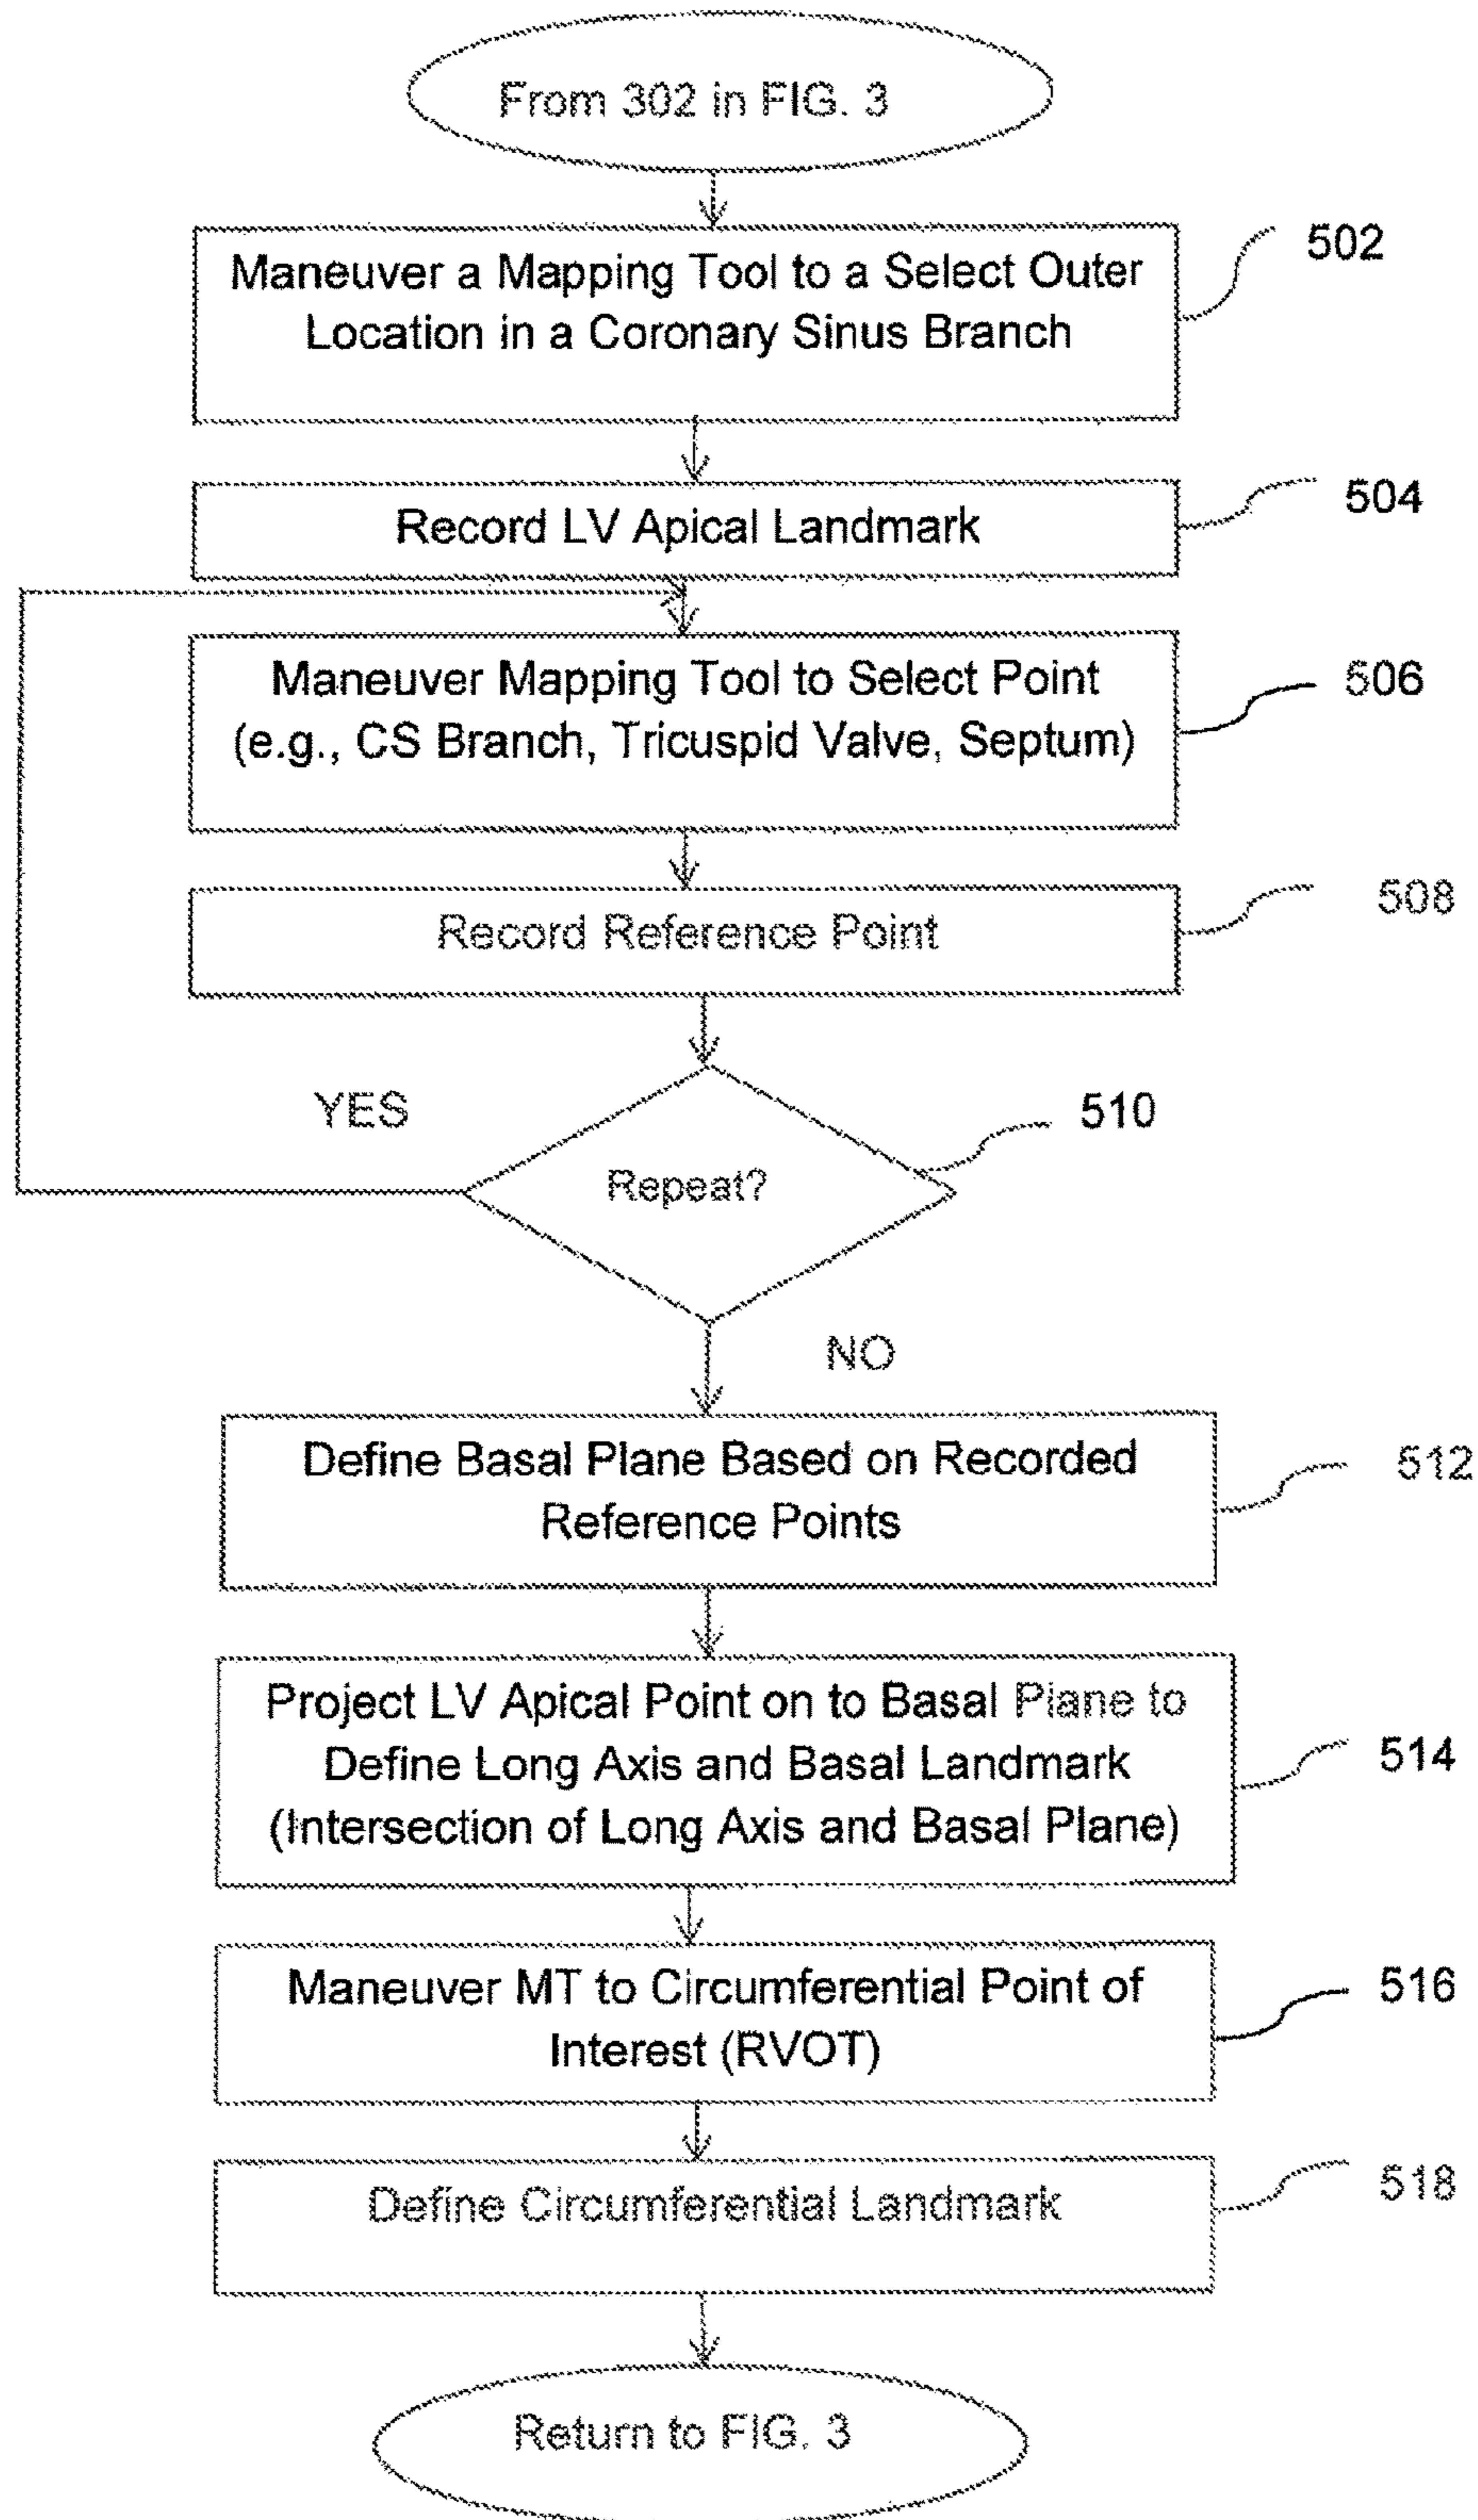 From 302 in FIG. 3
Maneuver a Mapping Tool to a Select Outer
Location in a Coronary Sinus Branch
502
Record LV Apical Landmark
504
Maneuver Mapping Tool to Select Point
(e.g., CS Branch, Tricuspid Valve, Septum)
506
Record Reference Point
508
YES
Repeat?
510
NO
Define Basal Plane Based on Recorded
Reference Points
512
Project LV Apical Point on to Basal Plane to
Define Long Axis and Basal Landmark
(Intersection of Long Axis and Basal Plane)
514
Maneuver MT to Circumferential Point of
Interest (RVOT)
516
Define Circumferential Landmark
518
Return to FIG. 3